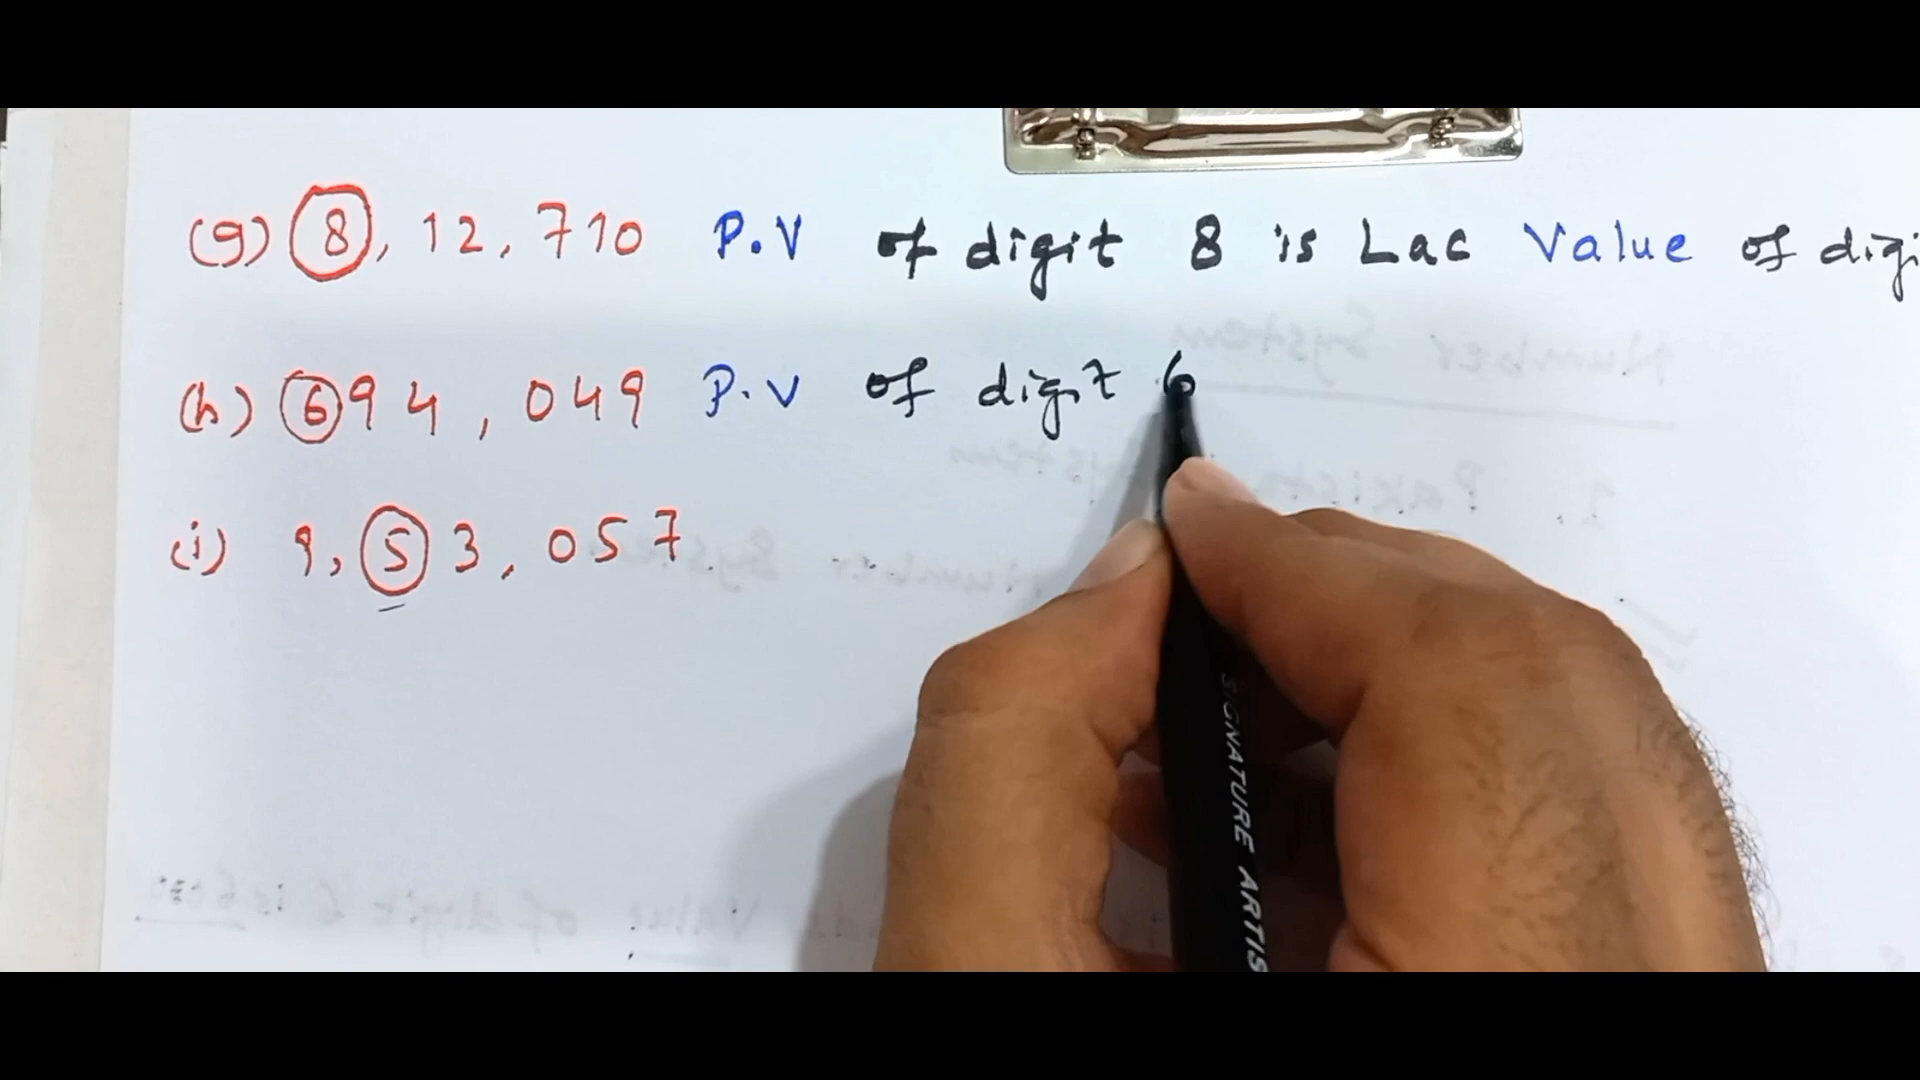 (g) 8, 12, 710 P.V of digit 8 is Lac Value of digi
(h) 694, 049 P.V of digit 6
(i) 9, 53, 057
SIGNATURE ARTIS